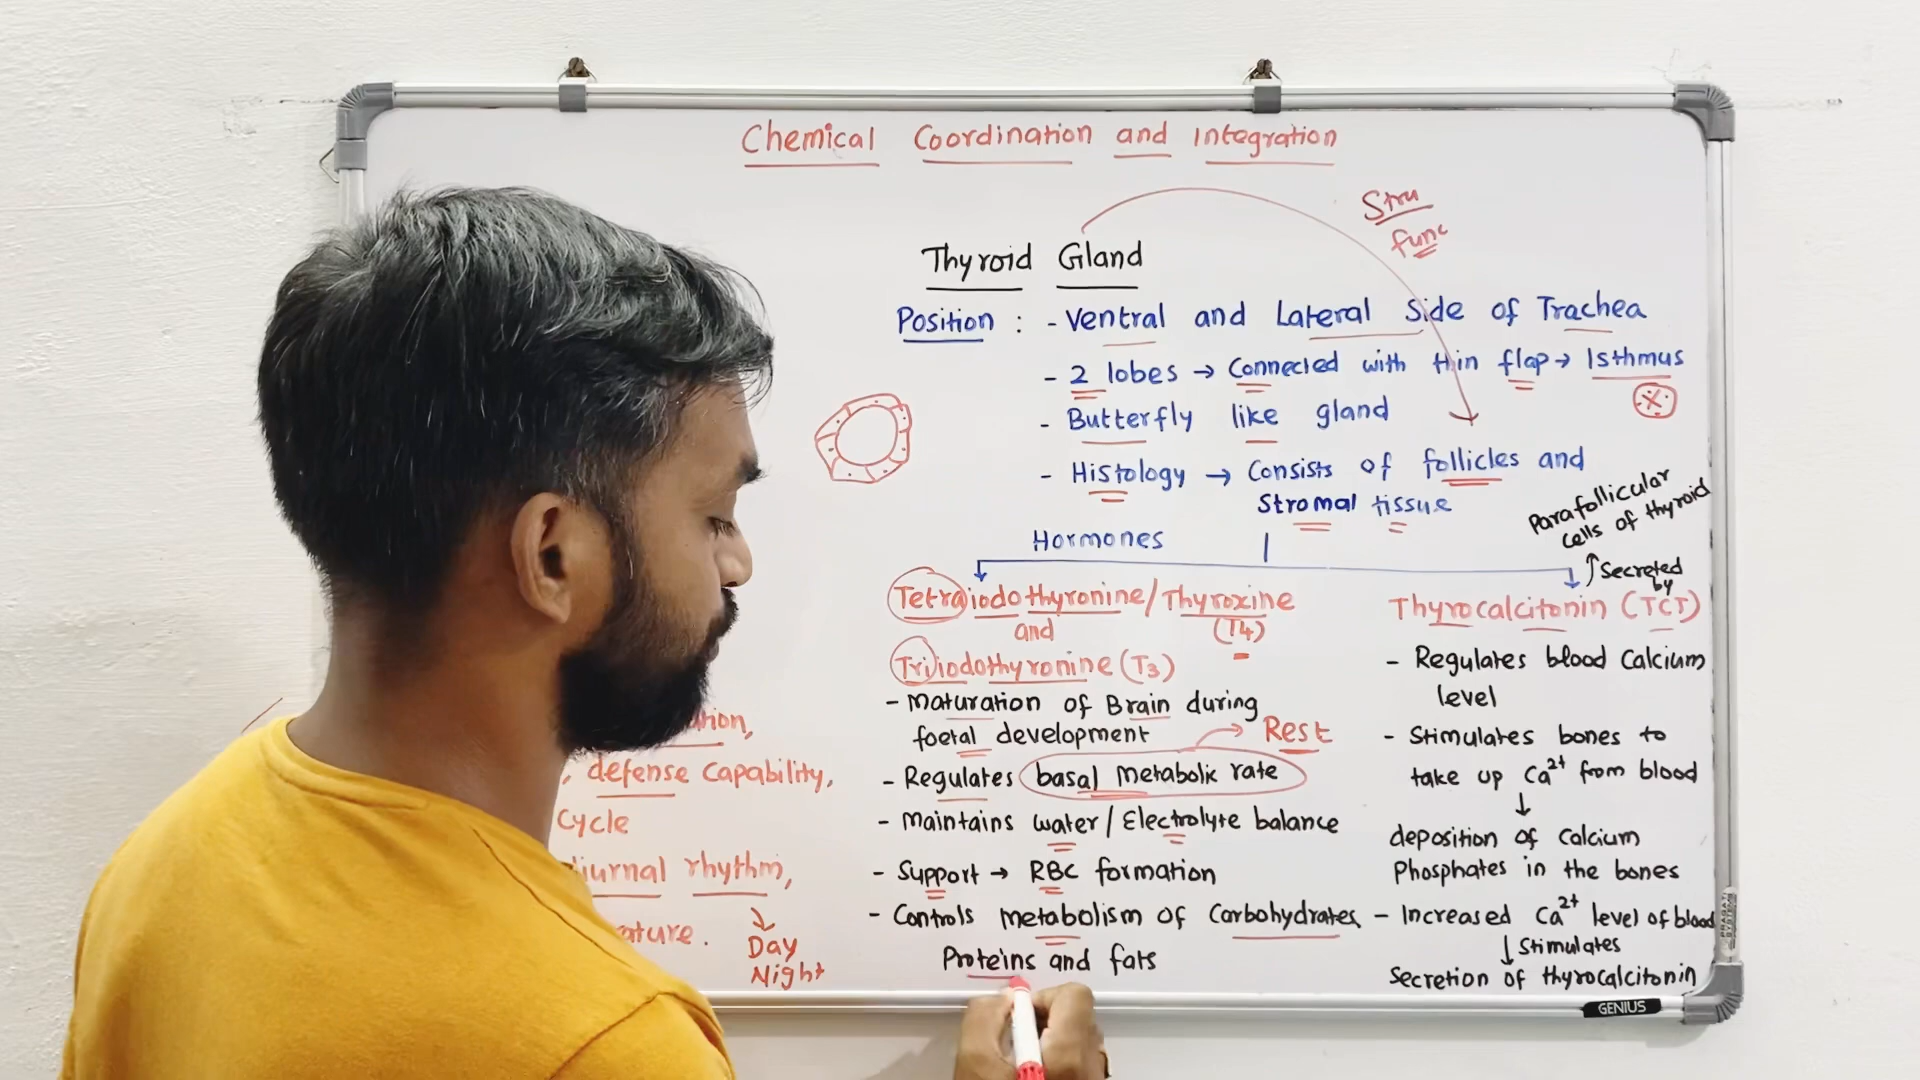 Chemical Coordination and Integration
Stru
func
Thyroid Gland
Position : - Ventral and Lateral Side of Trachea
- 2 lobes → Connected with thin flap → Isthmus
- Butterfly like gland
- Histology → Consists of follicles and
Stromal tissue
Parafollicular
cells of thyroid
↑ Secreted
by
Hormones
Tetraiodothyronine/Thyroxine
and (T4)
Triiodothyronine (T3)
- Maturation of Brain during
foetal development
→ Rest
- Regulates basal metabolic rate
- Maintains water/Electrolyte balance
- Support → RBC formation
- Controls metabolism of Carbohydrates
Proteins and fats
Thyrocalcitonin (TCT)
- Regulates blood Calcium
level
- Stimulates bones to
take up Ca2+ from blood
↓
deposition of calcium
Phosphates in the bones
- Increased Ca2+ level of blood
↓ Stimulates
Secretion of thyrocalcitonin
, defense capability,
cycle
rhythm,
↓
Day
Night
GENIUS